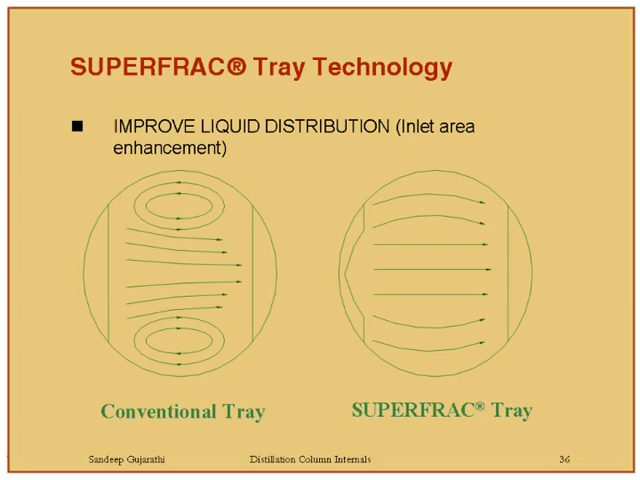 SUPERFRAC® Tray Technology
IMPROVE LIQUID DISTRIBUTION (Inlet area
enhancement)
Conventional Tray
SUPERFRAC® Tray
Sandeep Gujarathi
Distillation Column Internals
36